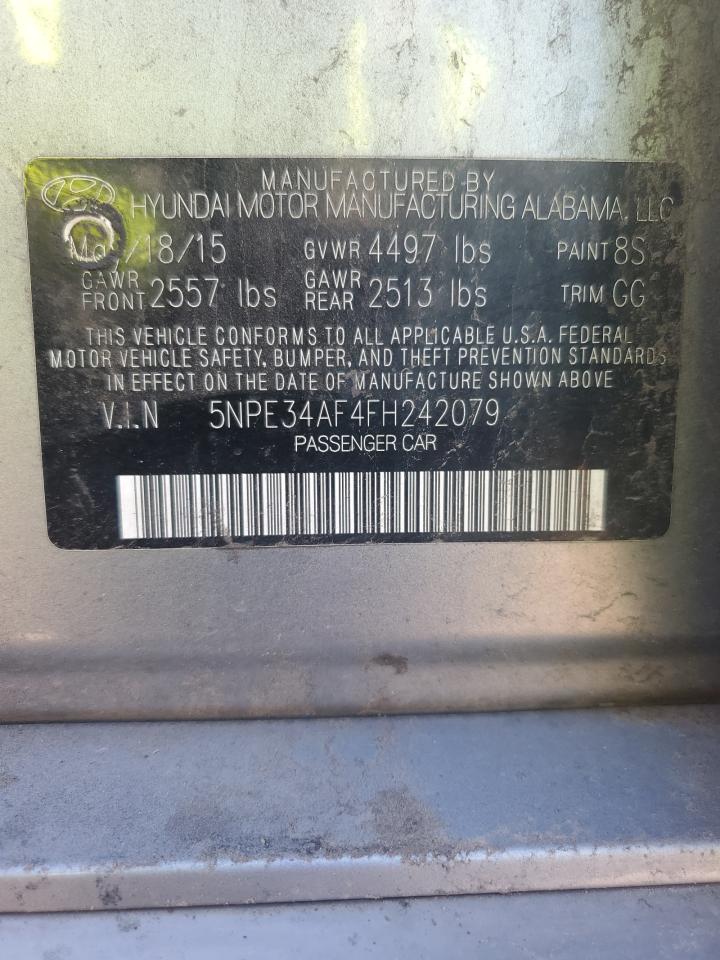 MANUFACTURED BY
HYUNDAI MOTOR MANUFACTURING ALABAMA, LLC
/18/15 GVWR 4497 lbs PAINT 8S
GAWR FRONT 2557 lbs GAWR REAR 2513 lbs TRIM GG
THIS VEHICLE CONFORMS TO ALL APPLICABLE U.S.A. FEDERAL
MOTOR VEHICLE SAFETY, BUMPER, AND THEFT PREVENTION STANDARDS
IN EFFECT ON THE DATE OF MANUFACTURE SHOWN ABOVE
V.I.N 5NPE34AF4FH242079
PASSENGER CAR